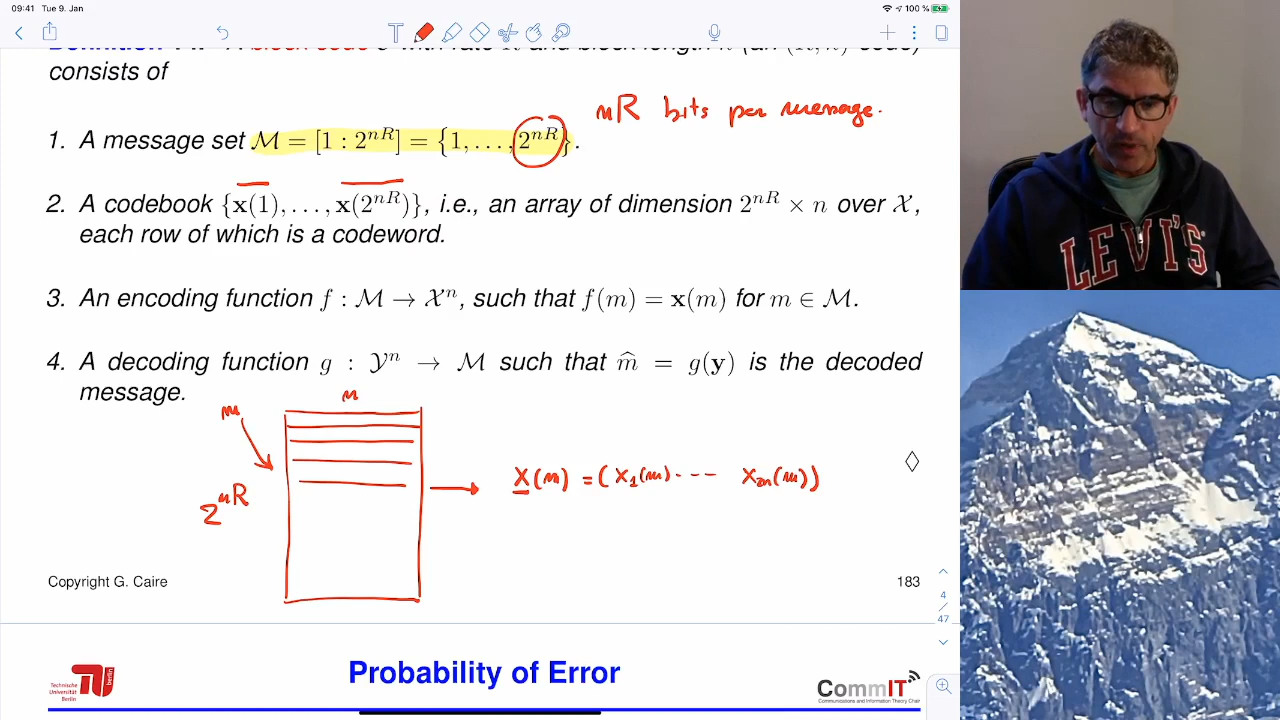 09:41 Tue 9. Jan
100 %
consists of
nR bits per message.
1. A message set M = [1 : 2^{nR}] = {1, . . . , 2^{nR}}.
2. A codebook {x(1), . . . , x(2^{nR})}, i.e., an array of dimension 2^{nR} × n over X,
each row of which is a codeword.
3. An encoding function f : M → X^n, such that f(m) = x(m) for m ∈ M.
4. A decoding function g : Y^n → M such that m̂ = g(y) is the decoded
message.
n
m
2^{nR}
x(m) = (x_1(m) ---- x_n(m))
◊
Copyright G. Caire
183
4
/
47
Technische
Universität
Berlin
Probability of Error
CommIT
Communications and Information Theory Chair
LEVI'S